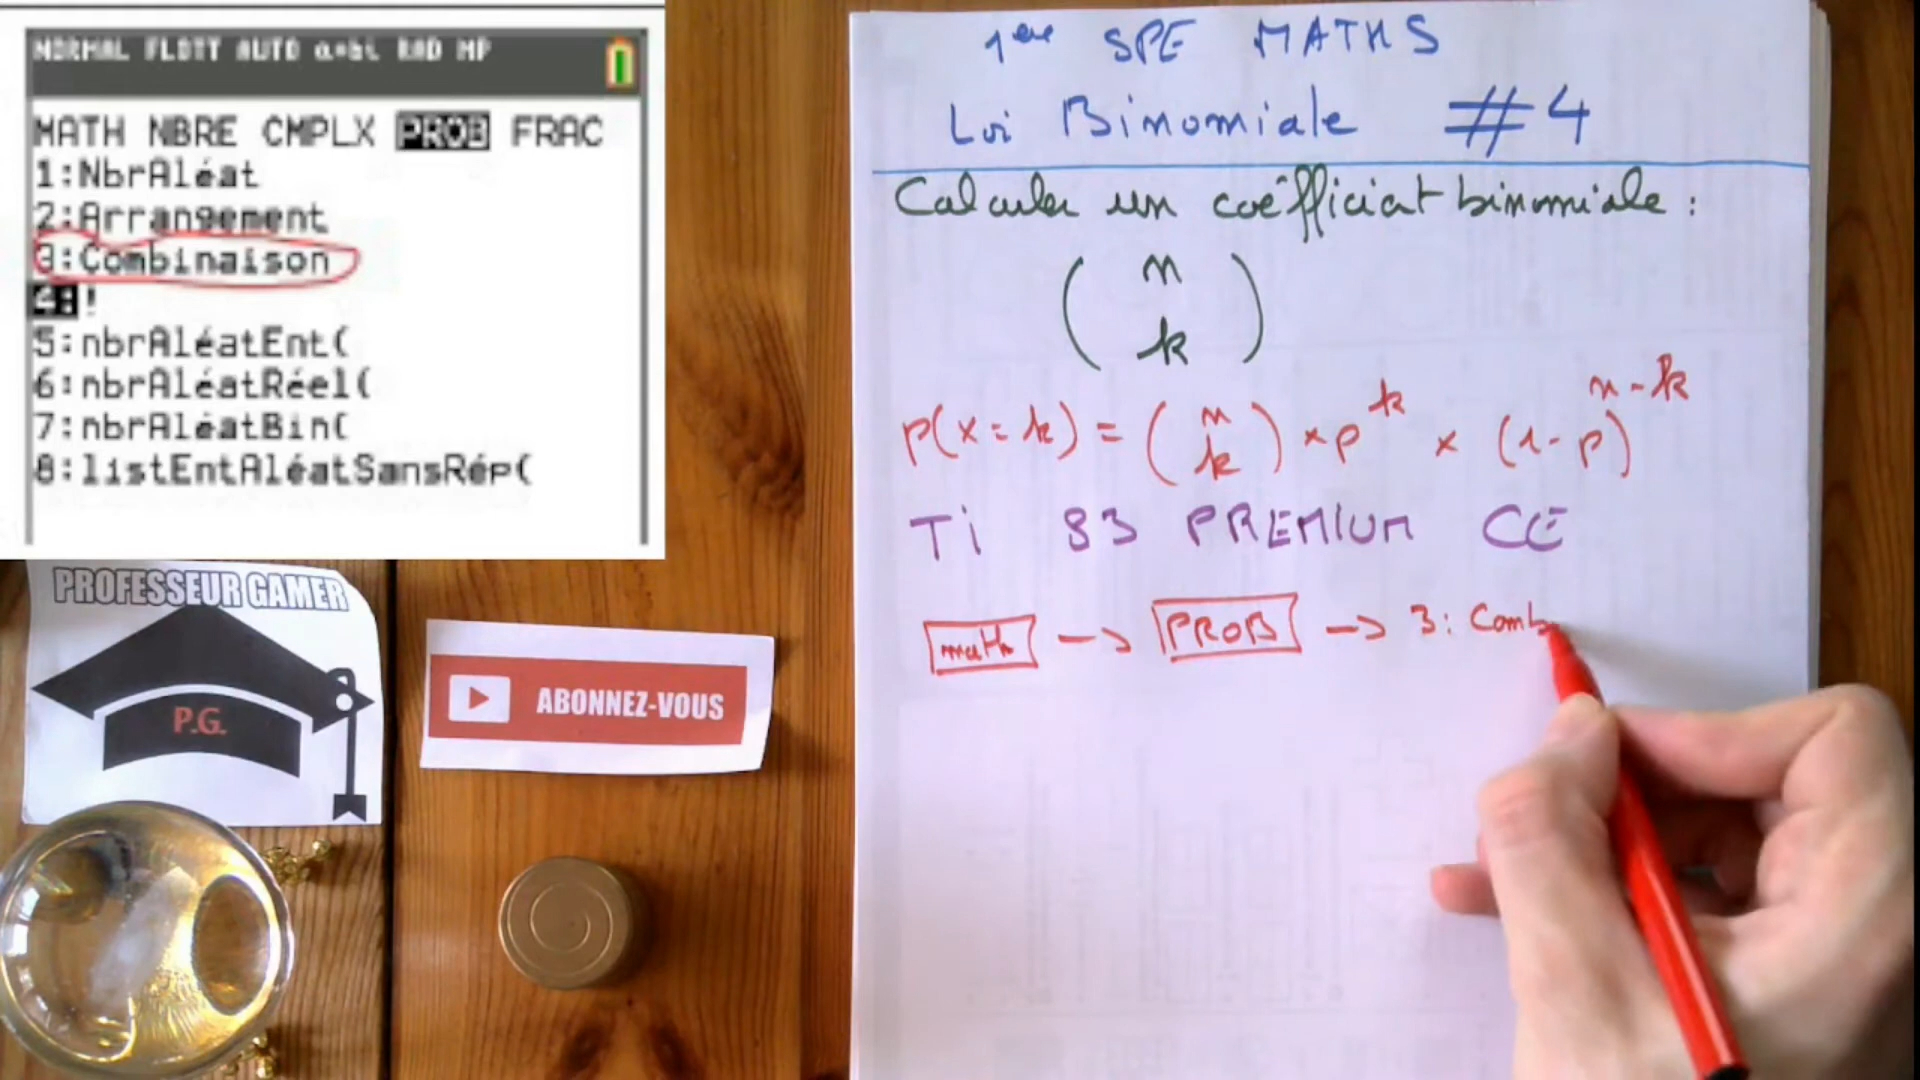 NORMAL FLOTT AUTO a+bi RAD MP
MATH NBRE CMPLX PROB FRAC
1:NbrAléat
2:Arrangement
3:Combinaison
4:!
5:nbrAléatEnt(
6:nbrAléatRéel(
7:nbrAléatBin(
8:listEntAléatSansRép(
PROFESSEUR GAMER
P.G.
ABONNEZ-VOUS
1ere SPE MATHS
Loi Binomiale #4
Calculer un coëfficiant binomiale :
(n
k)
p(x=k) = (n k) × p^k × (1-p)^n-k
Ti 83 PREMIUM CE
math -> PROB -> 3: Comb